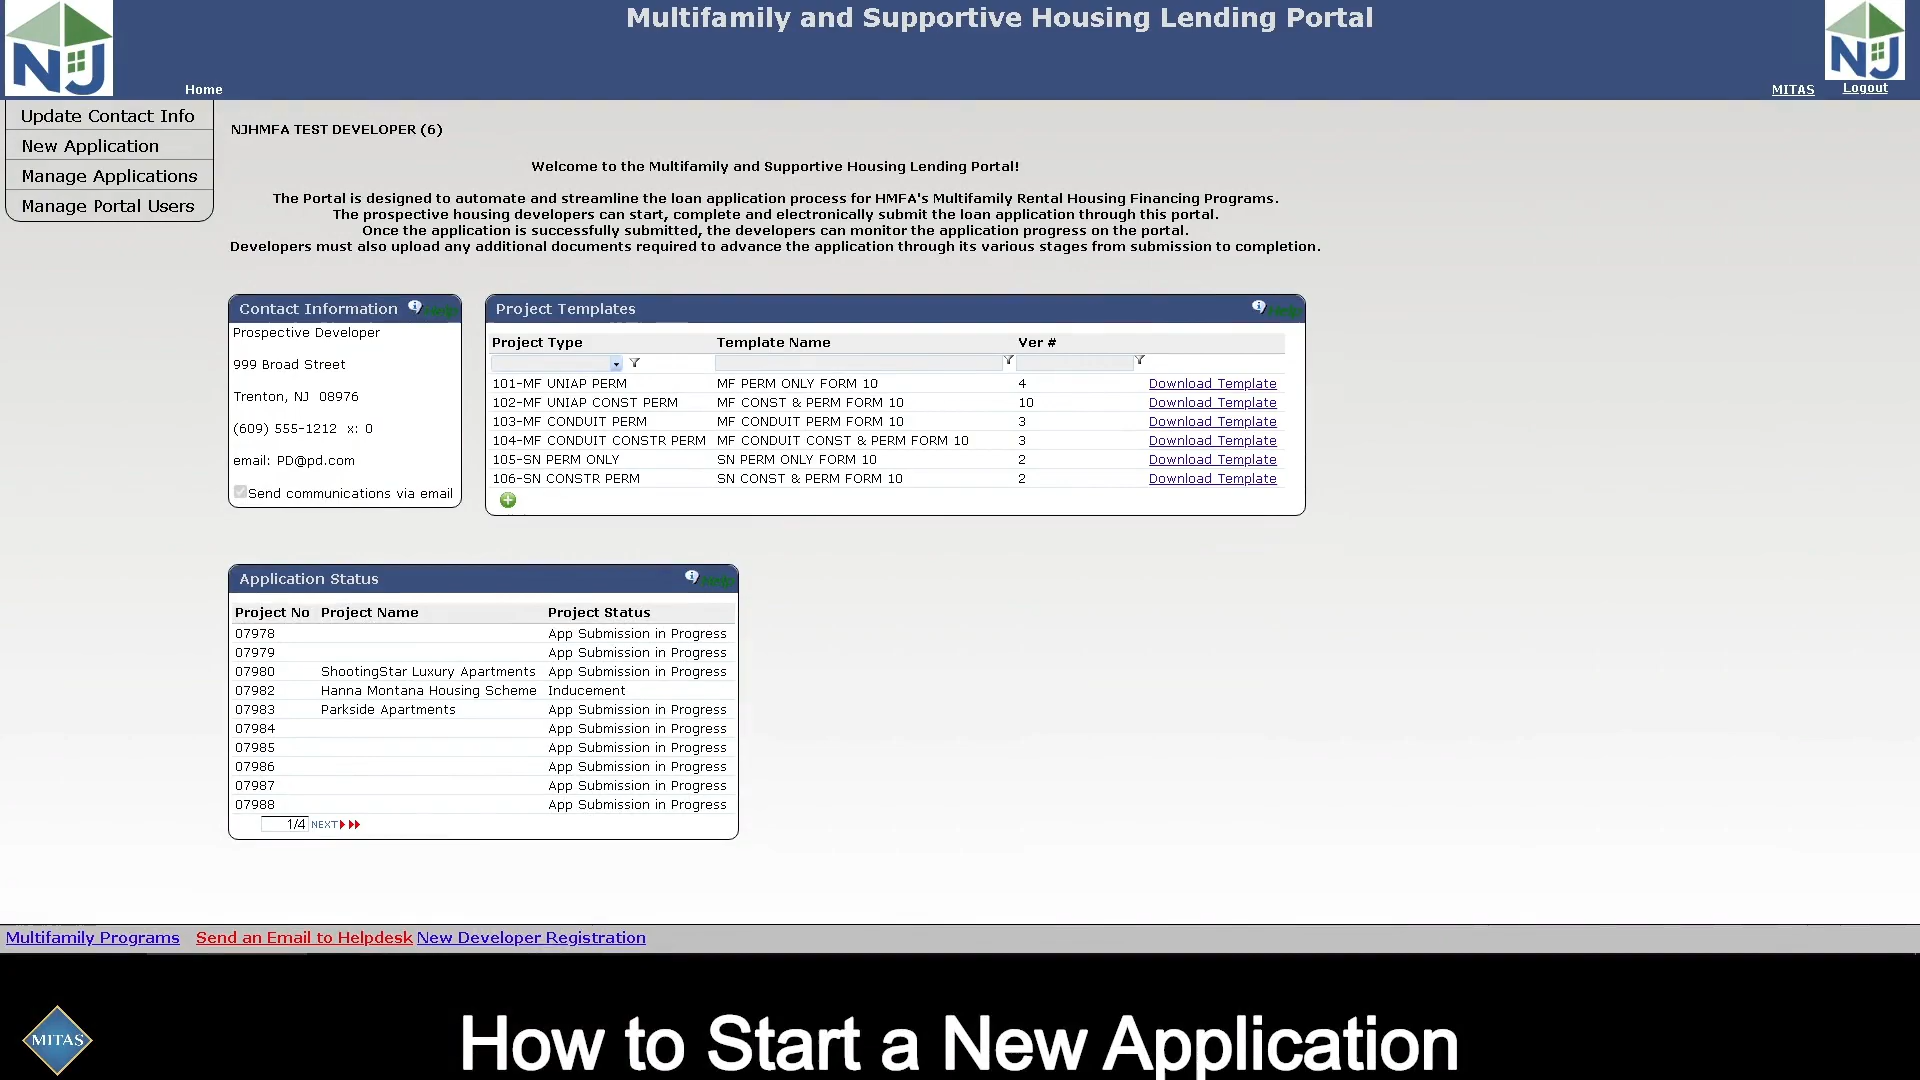 Multifamily and Supportive Housing Lending Portal
NJ
NJ
Home
MITAS
Logout
Update Contact Info
New Application
Manage Applications
Manage Portal Users
NJHMFA TEST DEVELOPER (6)
Welcome to the Multifamily and Supportive Housing Lending Portal!
The Portal is designed to automate and streamline the loan application process for HMFA's Multifamily Rental Housing Financing Programs.
The prospective housing developers can start, complete and electronically submit the loan application through this portal.
Once the application is successfully submitted, the developers can monitor the application progress on the portal.
Developers must also upload any additional documents required to advance the application through its various stages from submission to completion.
Contact Information Help
Prospective Developer
999 Broad Street
Trenton, NJ 08976
(609) 555-1212 x: 0
email: PD@pd.com
Send communications via email
Project Templates Help
Project Type Template Name Ver #
101-MF UNIAP PERM MF PERM ONLY FORM 10 4 Download Template
102-MF UNIAP CONST PERM MF CONST & PERM FORM 10 10 Download Template
103-MF CONDUIT PERM MF CONDUIT PERM FORM 10 3 Download Template
104-MF CONDUIT CONSTR PERM MF CONDUIT CONST & PERM FORM 10 3 Download Template
105-SN PERM ONLY SN PERM ONLY FORM 10 2 Download Template
106-SN CONSTR PERM SN CONST & PERM FORM 10 2 Download Template
Application Status Help
Project No Project Name Project Status
07978 App Submission in Progress
07979 App Submission in Progress
07980 ShootingStar Luxury Apartments App Submission in Progress
07982 Hanna Montana Housing Scheme Inducement
07983 Parkside Apartments App Submission in Progress
07984 App Submission in Progress
07985 App Submission in Progress
07986 App Submission in Progress
07987 App Submission in Progress
07988 App Submission in Progress
1/4 NEXT
Multifamily Programs Send an Email to Helpdesk New Developer Registration
MITAS
How to Start a New Application